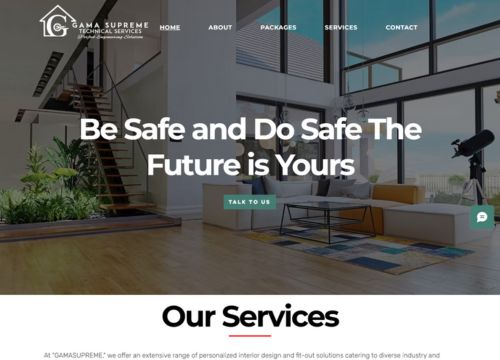 GAMA SUPREME
TECHNICAL SERVICES
Perfect Engineering Solution
HOME
ABOUT
PACKAGES
SERVICES
CONTACT
Be Safe and Do Safe The
Future is Yours
TALK TO US
Our Services
At "GAMASUPREME," we offer an extensive range of personalized interior design and fit-out solutions catering to diverse industry and